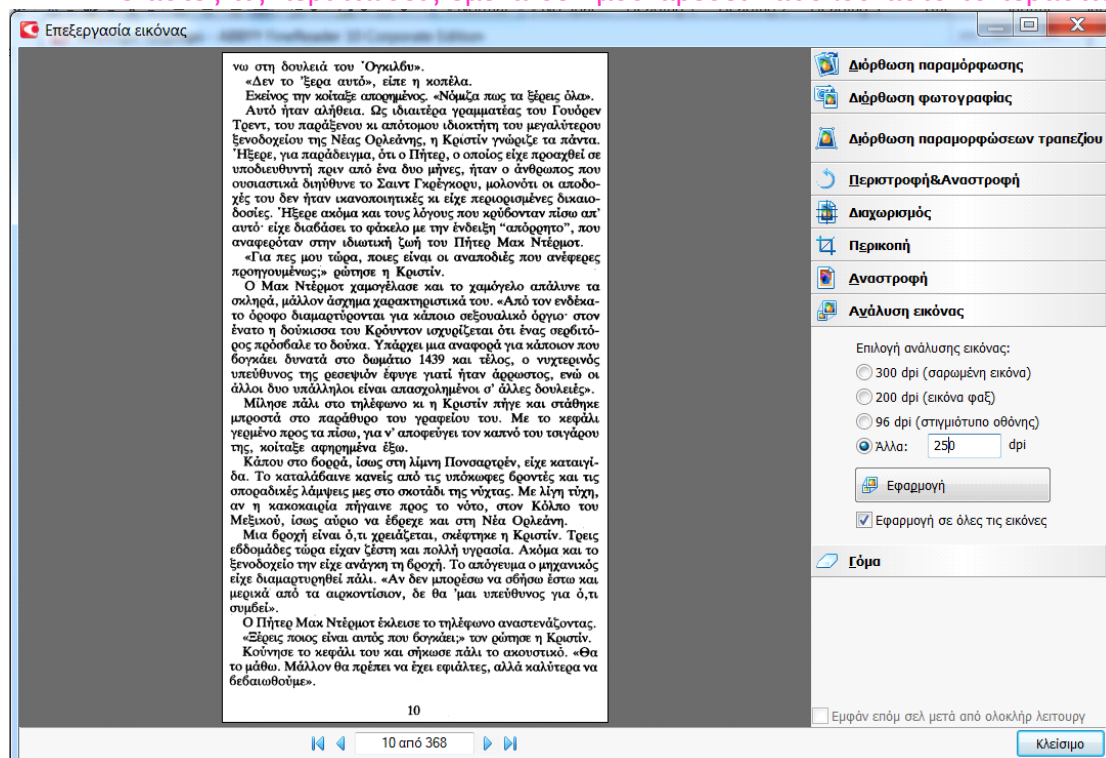 Επεξεργασία εικόνας
νω στη δουλειά του Ὀγκιλβυ».
«Δεν το ’ξερα αυτό», είπε η κοπέλα.
Εκείνος την κοίταξε απορημένος. «Νόμιζα πως τα ξέρεις όλα».
Αυτό ήταν αλήθεια. Ως ιδιαιτέρα γραμματέας του Γουόρεν
Τρεντ, του παράξενου κι απότομου ιδιοκτήτη του μεγαλύτερου
ξενοδοχείου της Νέας Ορλεάνης, η Κριστίν γνώριζε τα πάντα.
Ήξερε, για παράδειγμα, ότι ο Πήτερ, ο οποίος είχε προαχθεί σε
υποδιευθυντή πριν από ένα δυο μήνες, ήταν ο άνθρωπος που
ουσιαστικά διηύθυνε το Σαιντ Γκρέγκορυ, μολονότι οι αποδο-
χές του δεν ήταν ικανοποιητικές κι είχε περιορισμένες δικαιο-
δοσίες. Ήξερε ακόμα και τους λόγους που κρύβονταν πίσω απ’
αυτό· είχε διαβάσει το φάκελο με την ένδειξη “απόρρητο”, που
αναφερόταν στην ιδιωτική ζωή του Πήτερ Μακ Ντέρμοτ.
«Για πες μου τώρα, ποιες είναι οι αναποδιές που ανέφερες
προηγουμένως;» ρώτησε η Κριστίν.
Ο Μακ Ντέρμοτ χαμογέλασε και το χαμόγελο απάλυνε τα
σκληρά, μάλλον άσχημα χαρακτηριστικά του. «Από τον ενδέκα-
το όροφο διαμαρτύρονται για κάποιο σεξουαλικό όργιο· στον
ένατο η δούκισσα του Κρόυντον ισχυρίζεται ότι ένας σερβιτό-
ρος πρόσβαλε το δούκα. Υπάρχει μια αναφορά για κάποιον που
βογκάει δυνατά στο δωμάτιο 1439 και τέλος, ο νυχτερινός
υπεύθυνος της ρεσεψιόν έφυγε γιατί ήταν άρρωστος, ενώ οι
άλλοι δυο υπάλληλοι είναι απασχολημένοι σ’ άλλες δουλειές».
Μίλησε πάλι στο τηλέφωνο κι η Κριστίν πήγε και στάθηκε
μπροστά στο παράθυρο του γραφείου του. Με το κεφάλι
γερμένο προς τα πίσω, για ν’ αποφεύγει τον καπνό του τσιγάρου
της, κοίταξε αφηρημένα έξω.
Κάπου στο βορρά, ίσως στη λίμνη Πονσαρτρέν, είχε καταιγί-
δα. Το καταλάβαινε κανείς από τις υπόκωφες βροντές και τις
σποραδικές λάμψεις μες στο σκοτάδι της νύχτας. Με λίγη τύχη,
αν η κακοκαιρία πήγαινε προς το νότο, στον Κόλπο του
Μεξικού, ίσως αύριο να έβρεχε και στη Νέα Ορλεάνη.
Μια βροχή είναι ό,τι χρειάζεται, σκέφτηκε η Κριστίν. Τρεις
εβδομάδες τώρα είχαν ζέστη και πολλή υγρασία. Ακόμα και το
ξενοδοχείο την είχε ανάγκη τη βροχή. Το απόγευμα ο μηχανικός
είχε διαμαρτυρηθεί πάλι. «Αν δεν μπορέσω να σβήσω έστω και
μερικά από τα αιρκοντίσιον, δε θα ’μαι υπεύθυνος για ό,τι
συμβεί».
Ο Πήτερ Μακ Ντέρμοτ έκλεισε το τηλέφωνο αναστενάζοντας.
«Ξέρεις ποιος είναι αυτός που βογκάει;» τον ρώτησε η Κριστίν.
Κούνησε το κεφάλι του και σήκωσε πάλι το ακουστικό. «Θα
το μάθω. Μάλλον θα πρέπει να έχει εφιάλτες, αλλά καλύτερα να
βεβαιωθούμε».
10
10 από 368
Διόρθωση παραμόρφωσης
Διόρθωση φωτογραφίας
Διόρθωση παραμορφώσεων τραπεζίου
Περιστροφή&Αναστροφή
Διαχωρισμός
Περικοπή
Αναστροφή
Ανάλυση εικόνας
Επιλογή ανάλυσης εικόνας:
300 dpi (σαρωμένη εικόνα)
200 dpi (εικόνα φαξ)
96 dpi (στιγμιότυπο οθόνης)
Άλλα: 250 dpi
Εφαρμογή
Εφαρμογή σε όλες τις εικόνες
Γόμα
Εμφάν επόμ σελ μετά από ολοκλήρ λειτουργ
Κλείσιμο